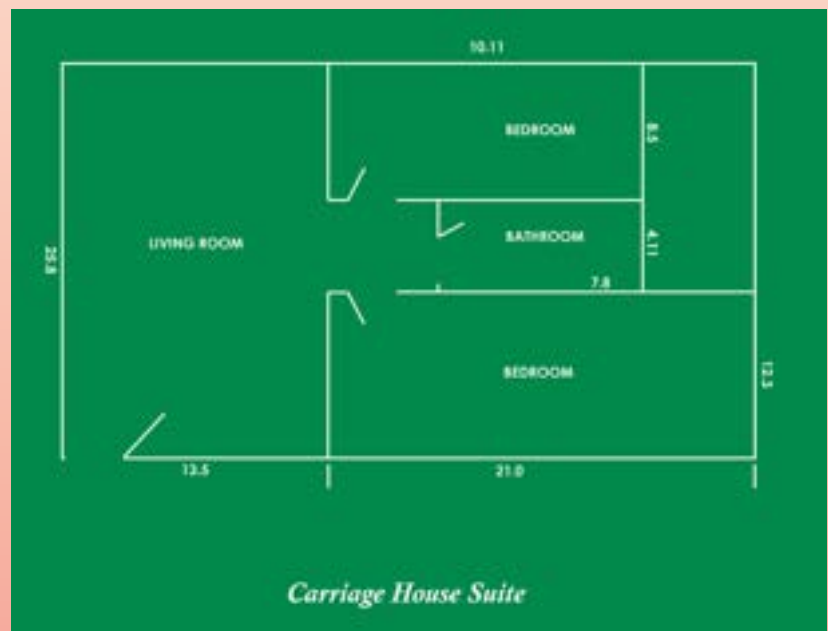 10.11
BEDROOM
8.5
LIVING ROOM
BATHROOM
4.11
25.8
7.8
BEDROOM
12.3
13.5
21.0
Carriage House Suite